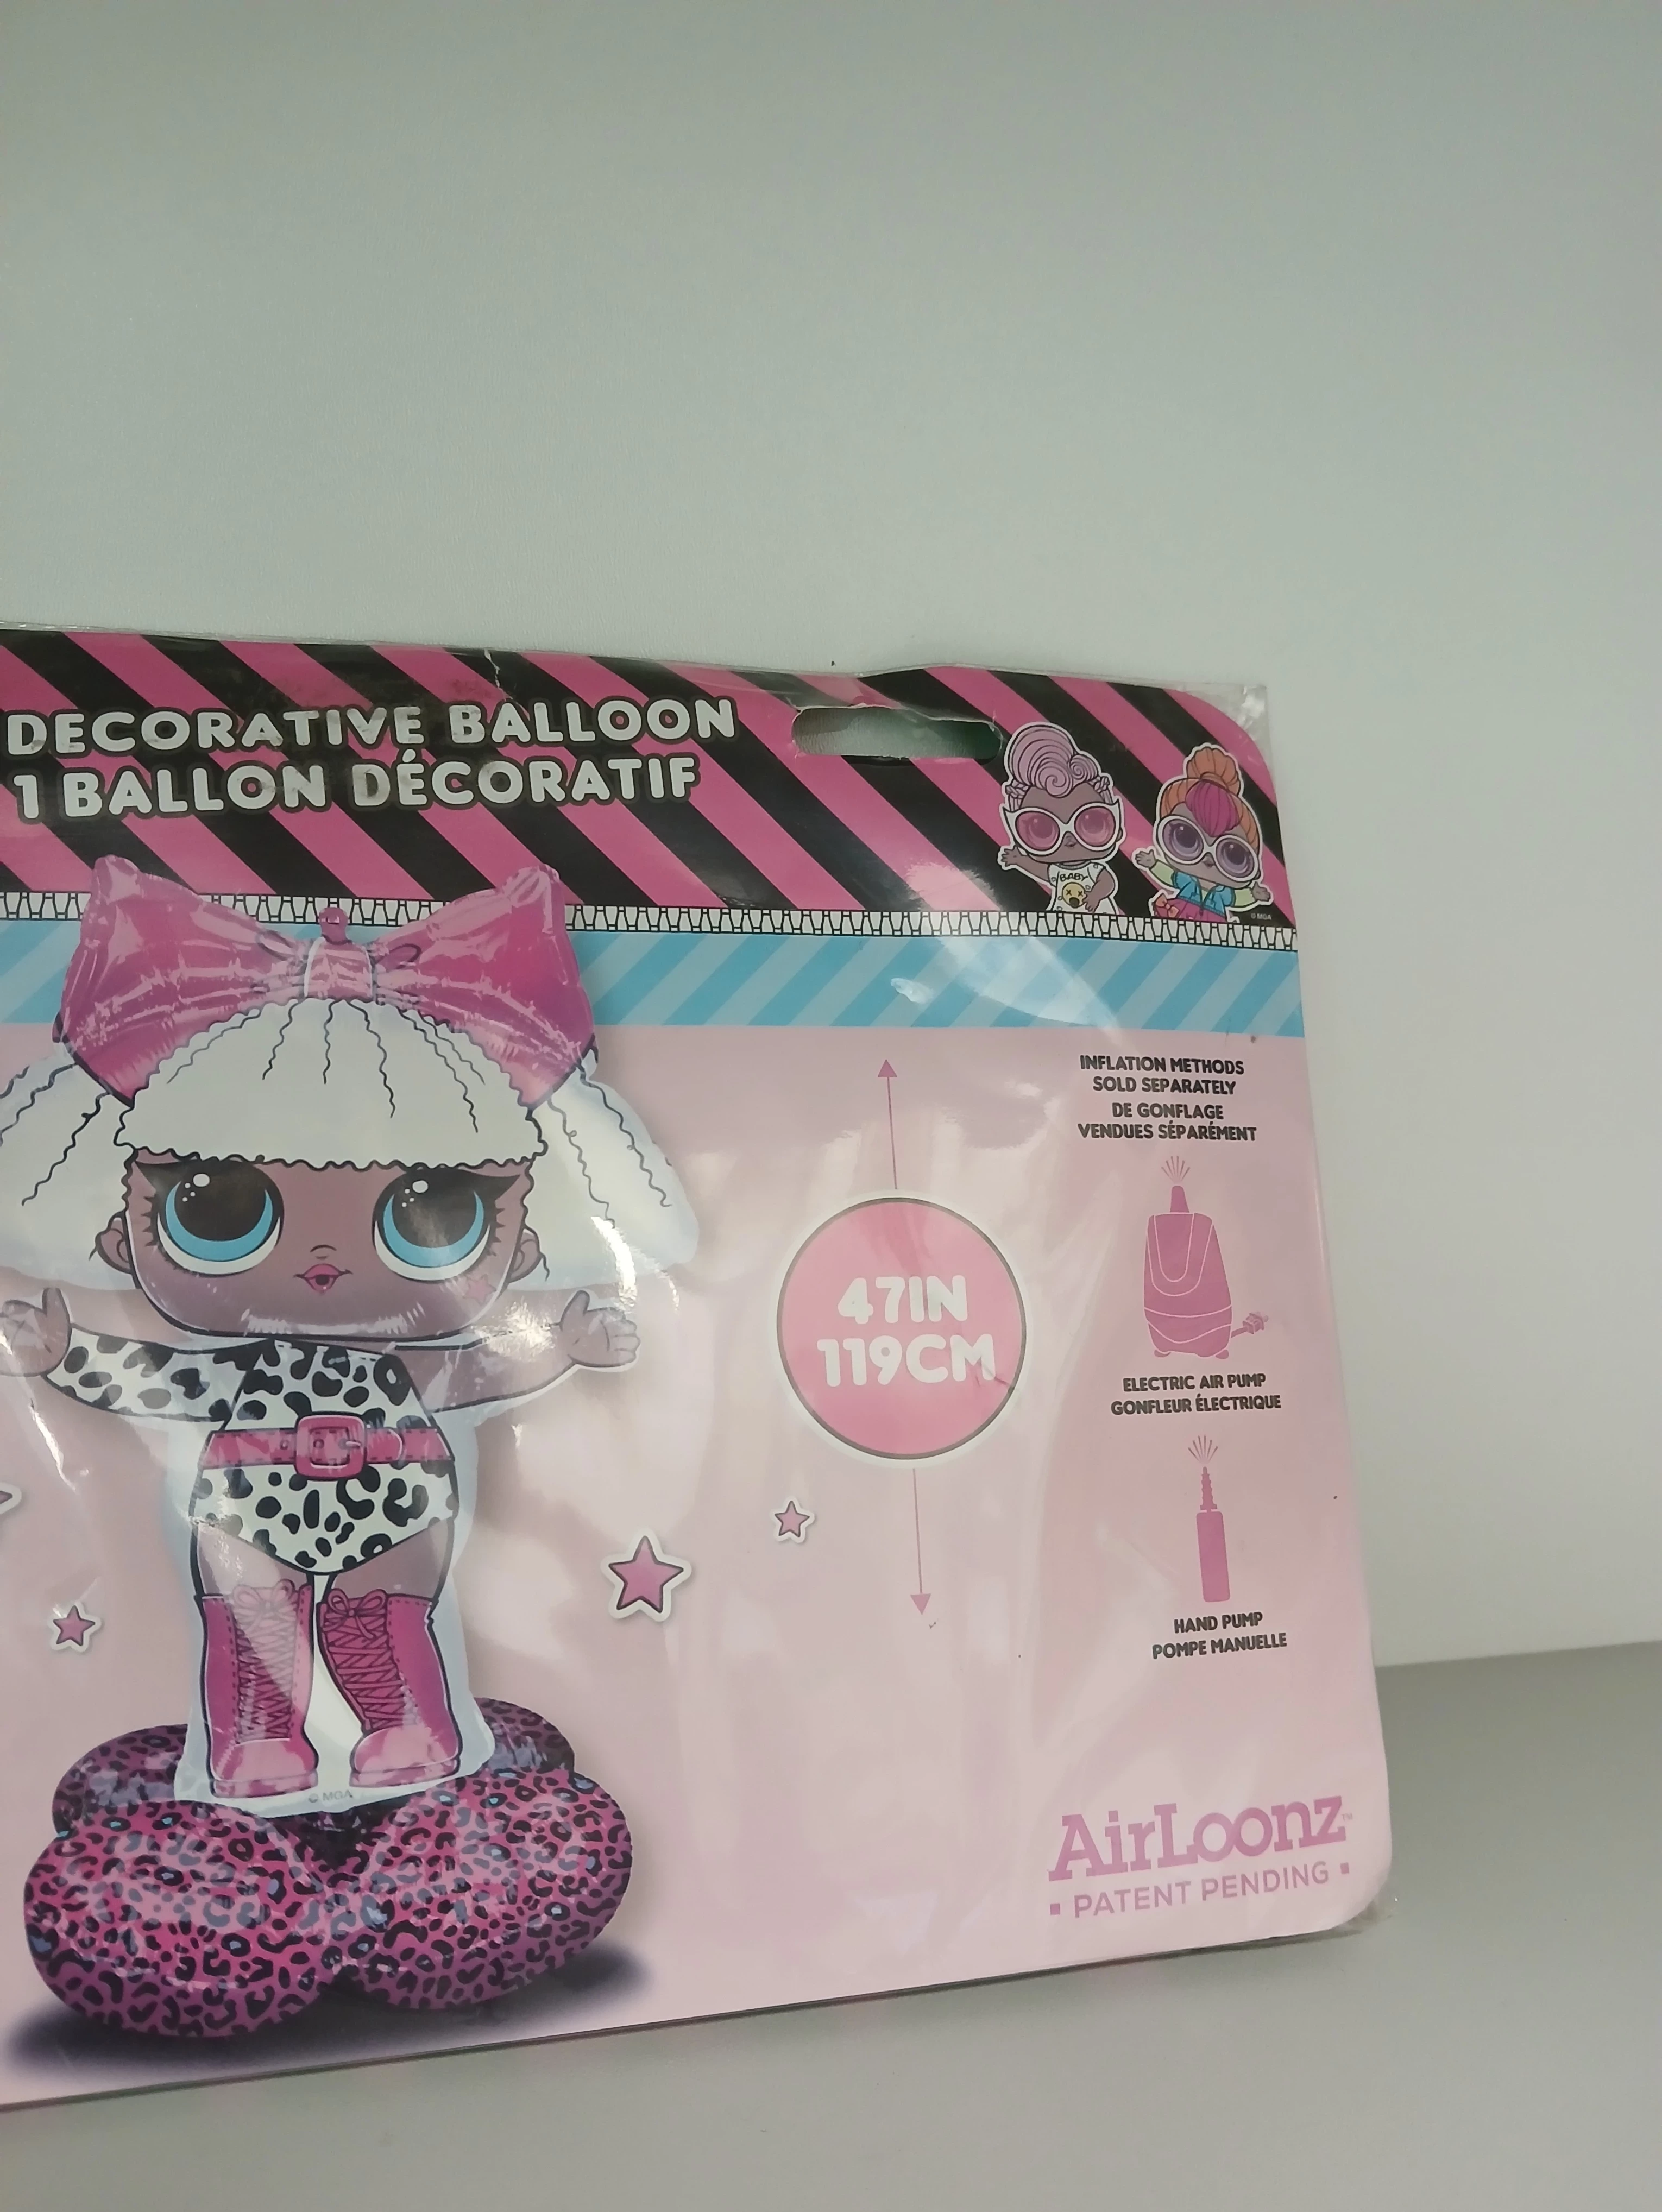 DECORATIVE BALLOON
1 BALLON DÉCORATIF
BABY
© MGA
INFLATION METHODS
SOLD SEPARATELY
DE GONFLAGE
VENDUES SÉPARÉMENT
47IN
119CM
ELECTRIC AIR PUMP
GONFLEUR ÉLECTRIQUE
HAND PUMP
POMPE MANUELLE
© MGA
AirLoonz™
▪ PATENT PENDING ▪